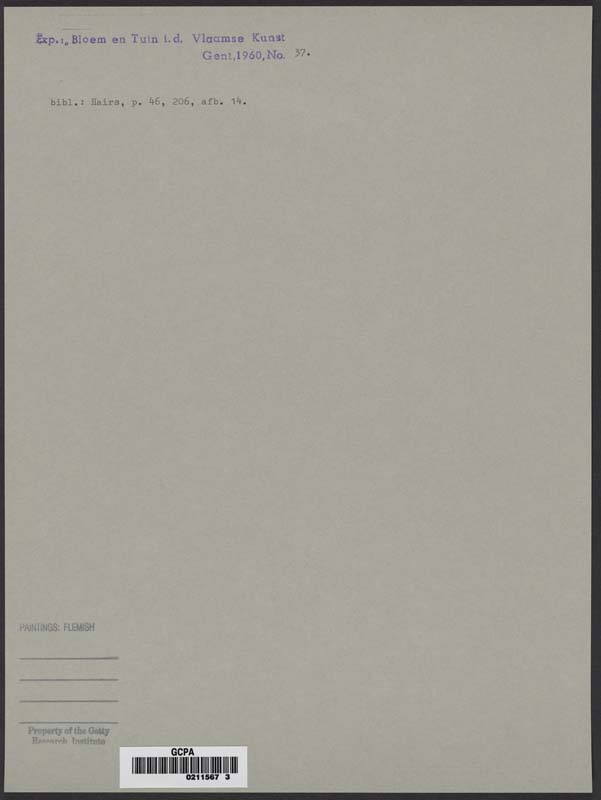 Exp.: „Bloem en Tuin i.d. Vlaamse Kunst
Gent, 1960, No. 37.
bibl.: Hairs, p. 46, 206, afb. 14.
PAINTINGS: FLEMISH
Property of the Getty
Research Institute
GCPA
0211567 3